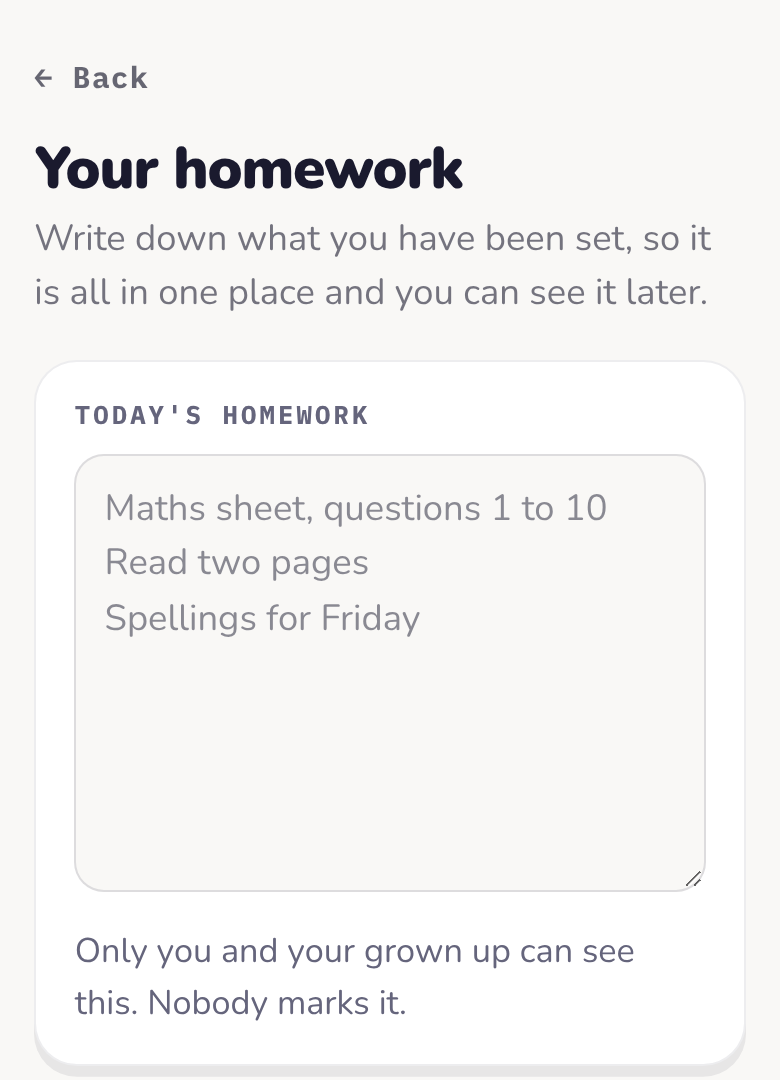 ← Back
Your homework
Write down what you have been set, so it
is all in one place and you can see it later.
TODAY'S HOMEWORK
Maths sheet, questions 1 to 10
Read two pages
Spellings for Friday
Only you and your grown up can see
this. Nobody marks it.